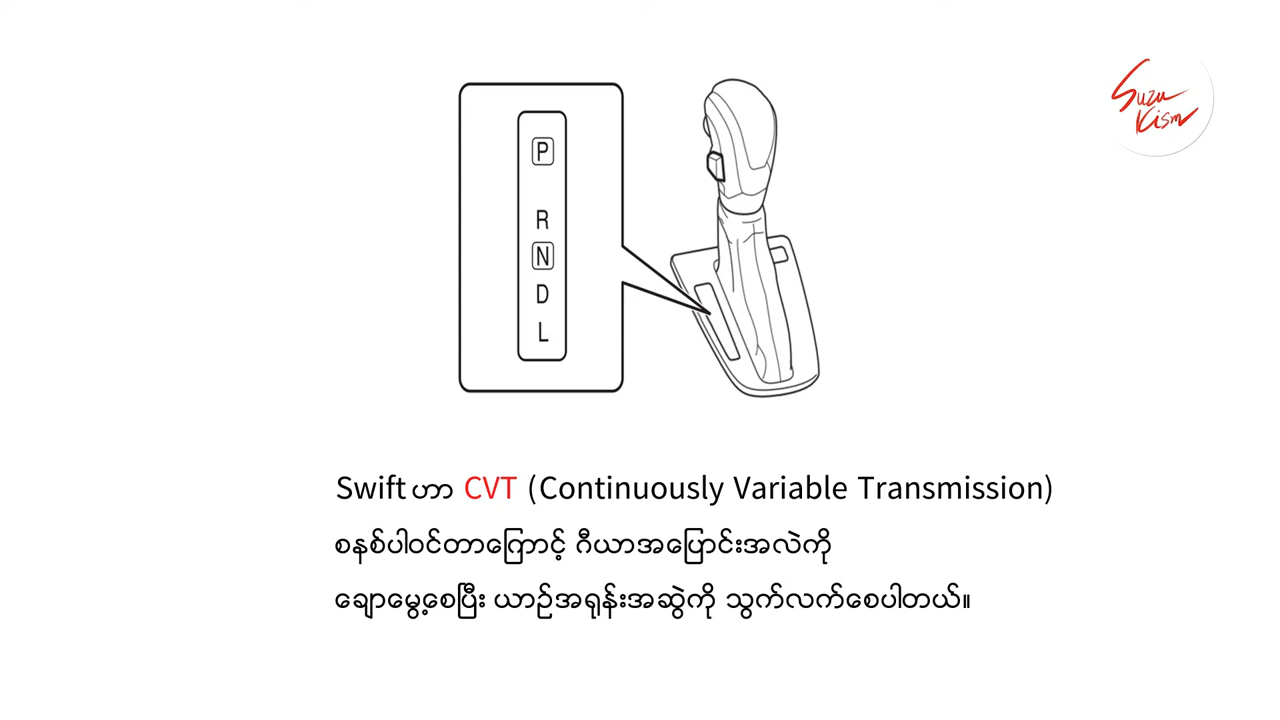 Suzu
Kism
P
R
N
D
L
Swift ဟာ CVT (Continuously Variable Transmission)
စနစ်ပါဝင်တာကြောင့် ဂီယာအပြောင်းအလဲကို
ချောမွေ့စေပြီး ယာဉ်အရုန်းအဆွဲကို သွက်လက်စေပါတယ်။